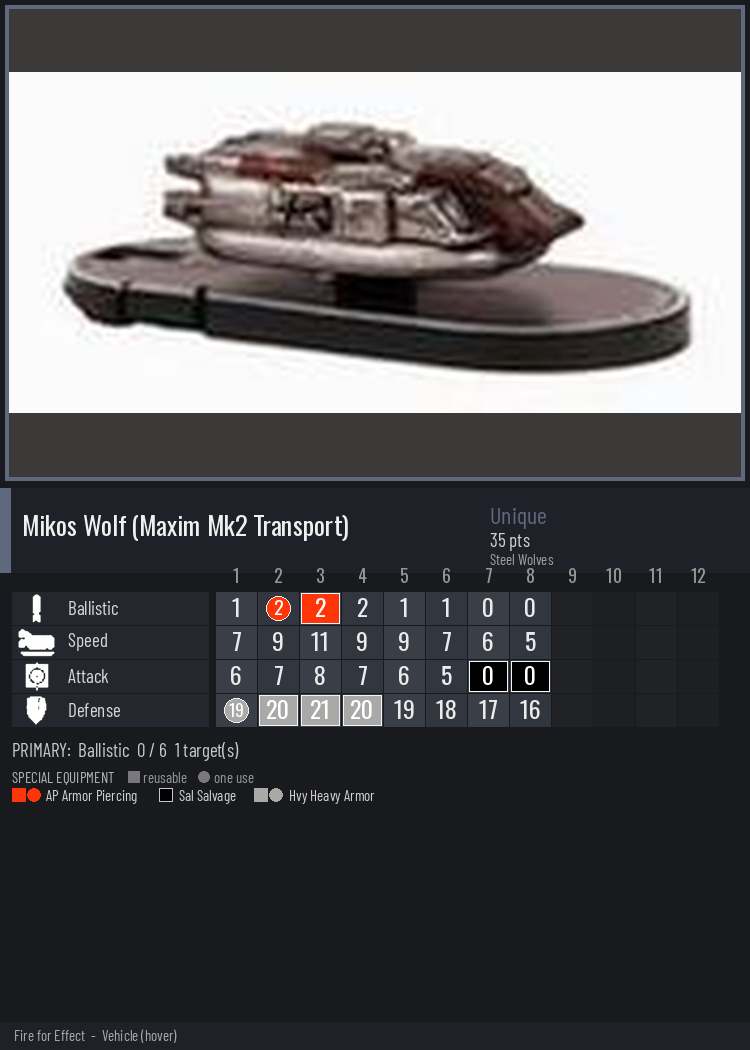 Mikos Wolf (Maxim Mk2 Transport)
Unique
35 pts
Steel Wolves
1 2 3 4 5 6 7 8 9 10 11 12
Ballistic 1 2 2 2 1 1 0 0
Speed 7 9 11 9 9 7 6 5
Attack 6 7 8 7 6 5 0 0
Defense 19 20 21 20 19 18 17 16
PRIMARY: Ballistic 0 / 6 1 target(s)
SPECIAL EQUIPMENT reusable one use
AP Armor Piercing Sal Salvage Hvy Heavy Armor
Fire for Effect - Vehicle (hover)